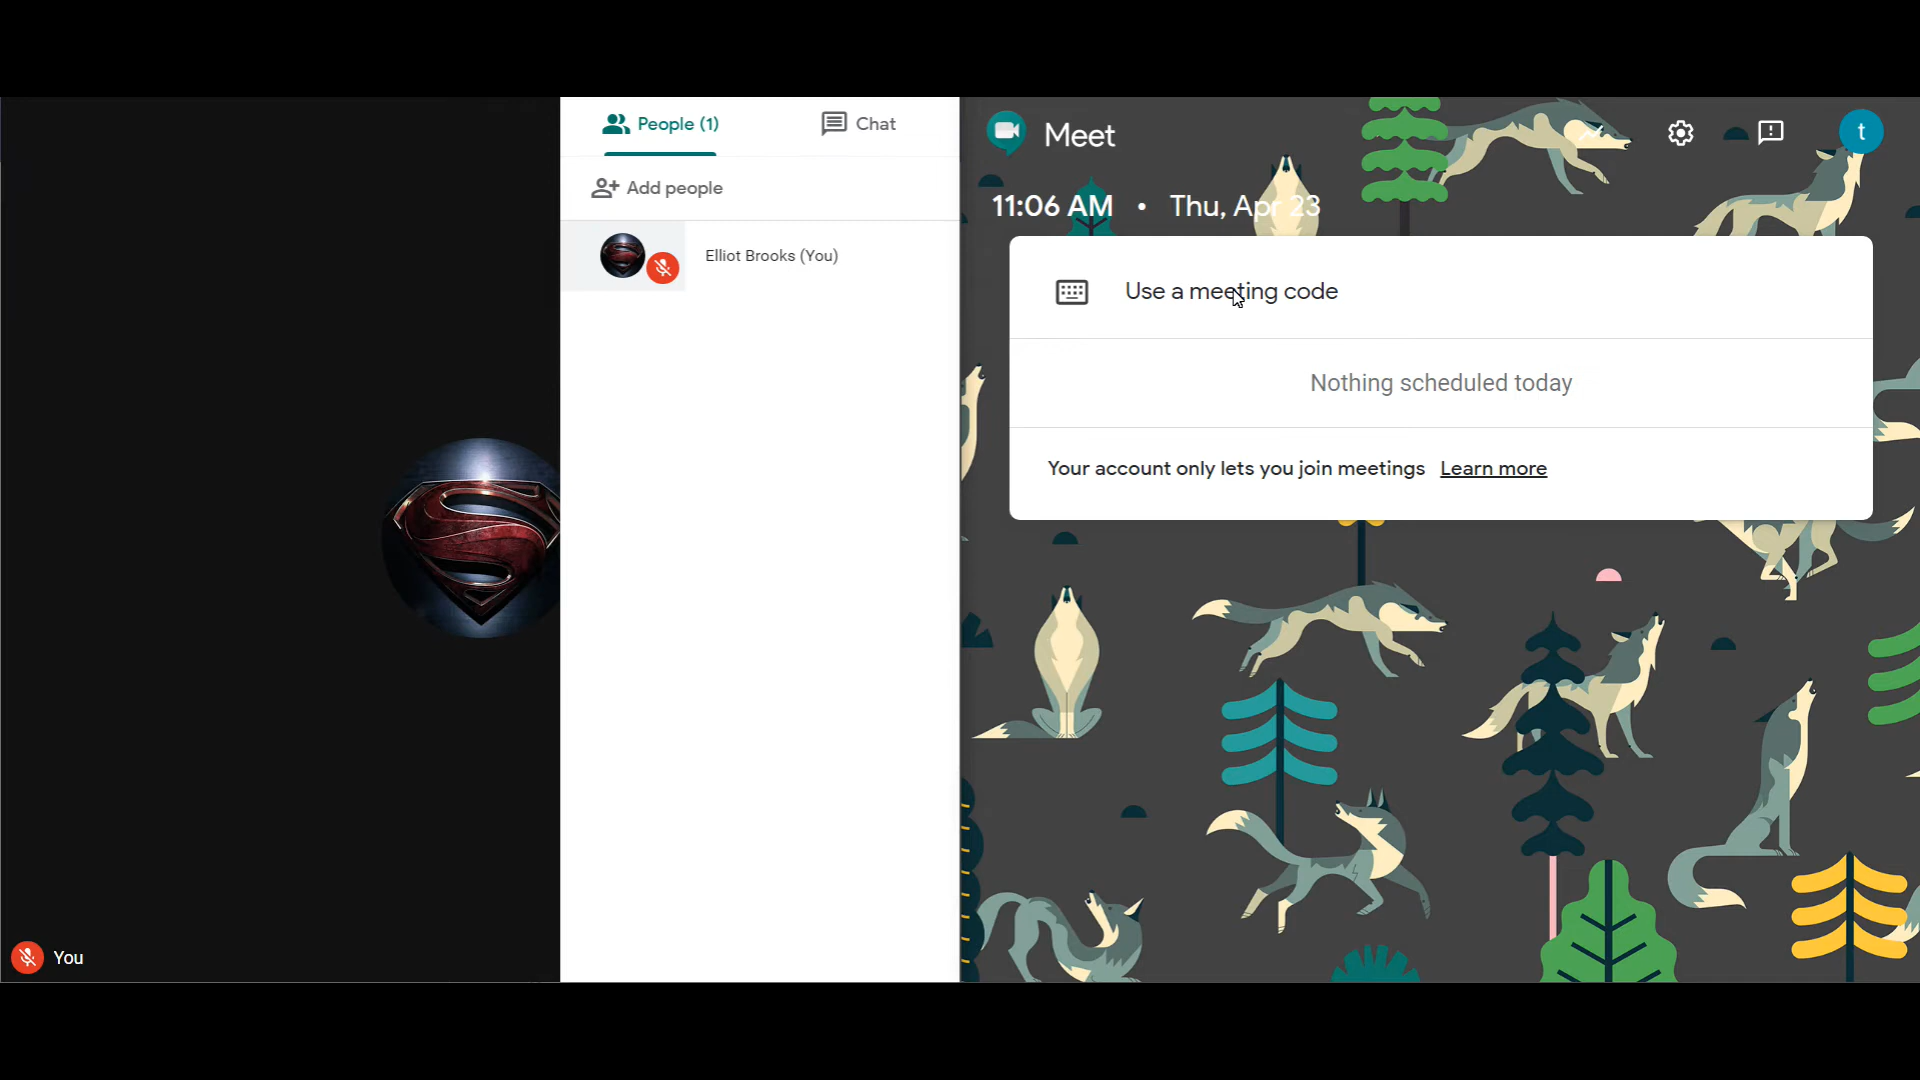 People (1)
Chat
Add people
Elliot Brooks (You)
You
Meet
t
11:06 AM • Thu, Apr 23
Use a meeting code
Nothing scheduled today
Your account only lets you join meetings Learn more